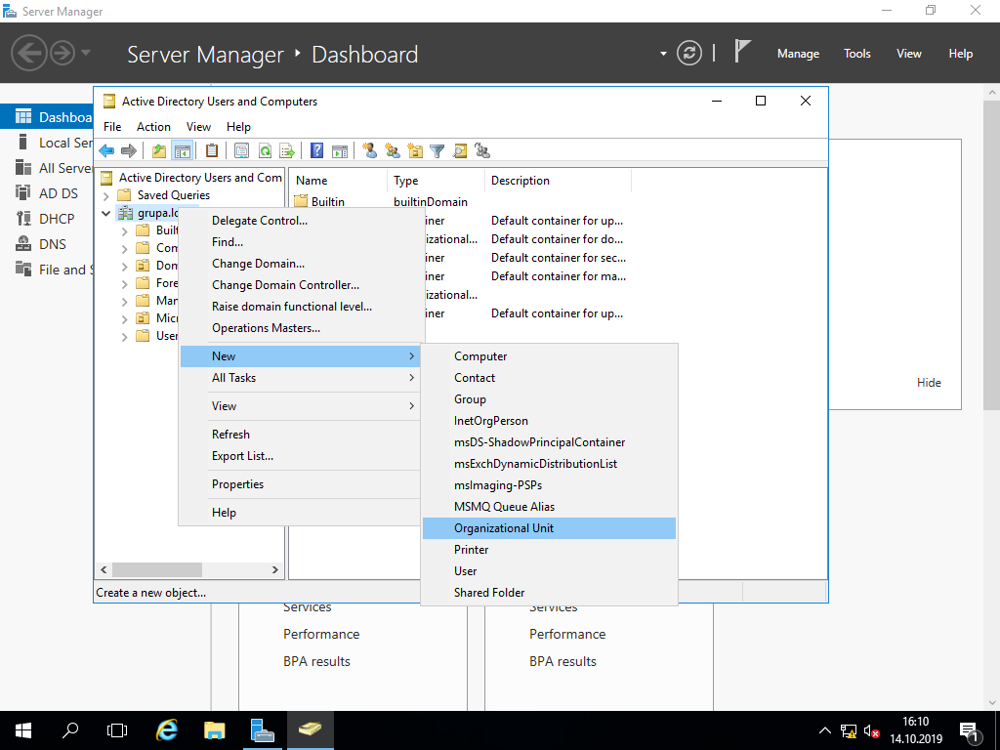 Server Manager
Server Manager ‣ Dashboard
Manage Tools View Help
Active Directory Users and Computers
File Action View Help
Dashboa
Local Ser
All Server
AD DS
DHCP
DNS
File and S
Active Directory Users and Com
Saved Queries
grupa.lo
Built
Com
Dom
Fore
Man
Micr
User
Name Type Description
Builtin builtinDomain
iner Default container for up...
izational... Default container for do...
iner Default container for sec...
iner Default container for ma...
izational...
iner Default container for up...
Delegate Control...
Find...
Change Domain...
Change Domain Controller...
Raise domain functional level...
Operations Masters...
New
All Tasks
View
Refresh
Export List...
Properties
Help
Computer
Contact
Group
InetOrgPerson
msDS-ShadowPrincipalContainer
msExchDynamicDistributionList
msImaging-PSPs
MSMQ Queue Alias
Organizational Unit
Printer
User
Shared Folder
Hide
Create a new object...
Services Services
Performance Performance
BPA results BPA results
16:10
14.10.2019
1